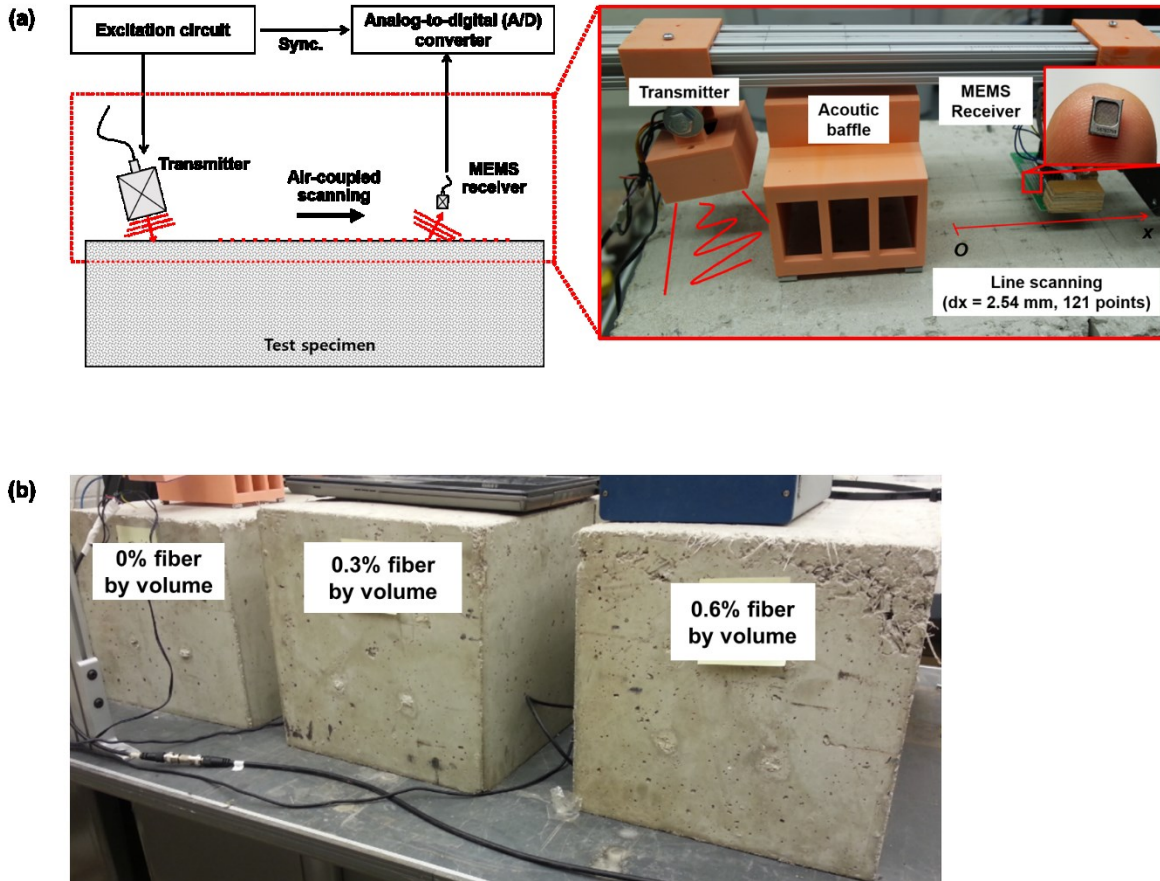 (a)
Excitation circuit
Sync.
Analog-to-digital (A/D)
converter
Transmitter
Air-coupled
scanning
MEMS
receiver
Test specimen
Transmitter
Acoutic
baffle
MEMS
Receiver
O
x
Line scanning
(dx = 2.54 mm, 121 points)
(b)
0% fiber
by volume
0.3% fiber
by volume
0.6% fiber
by volume